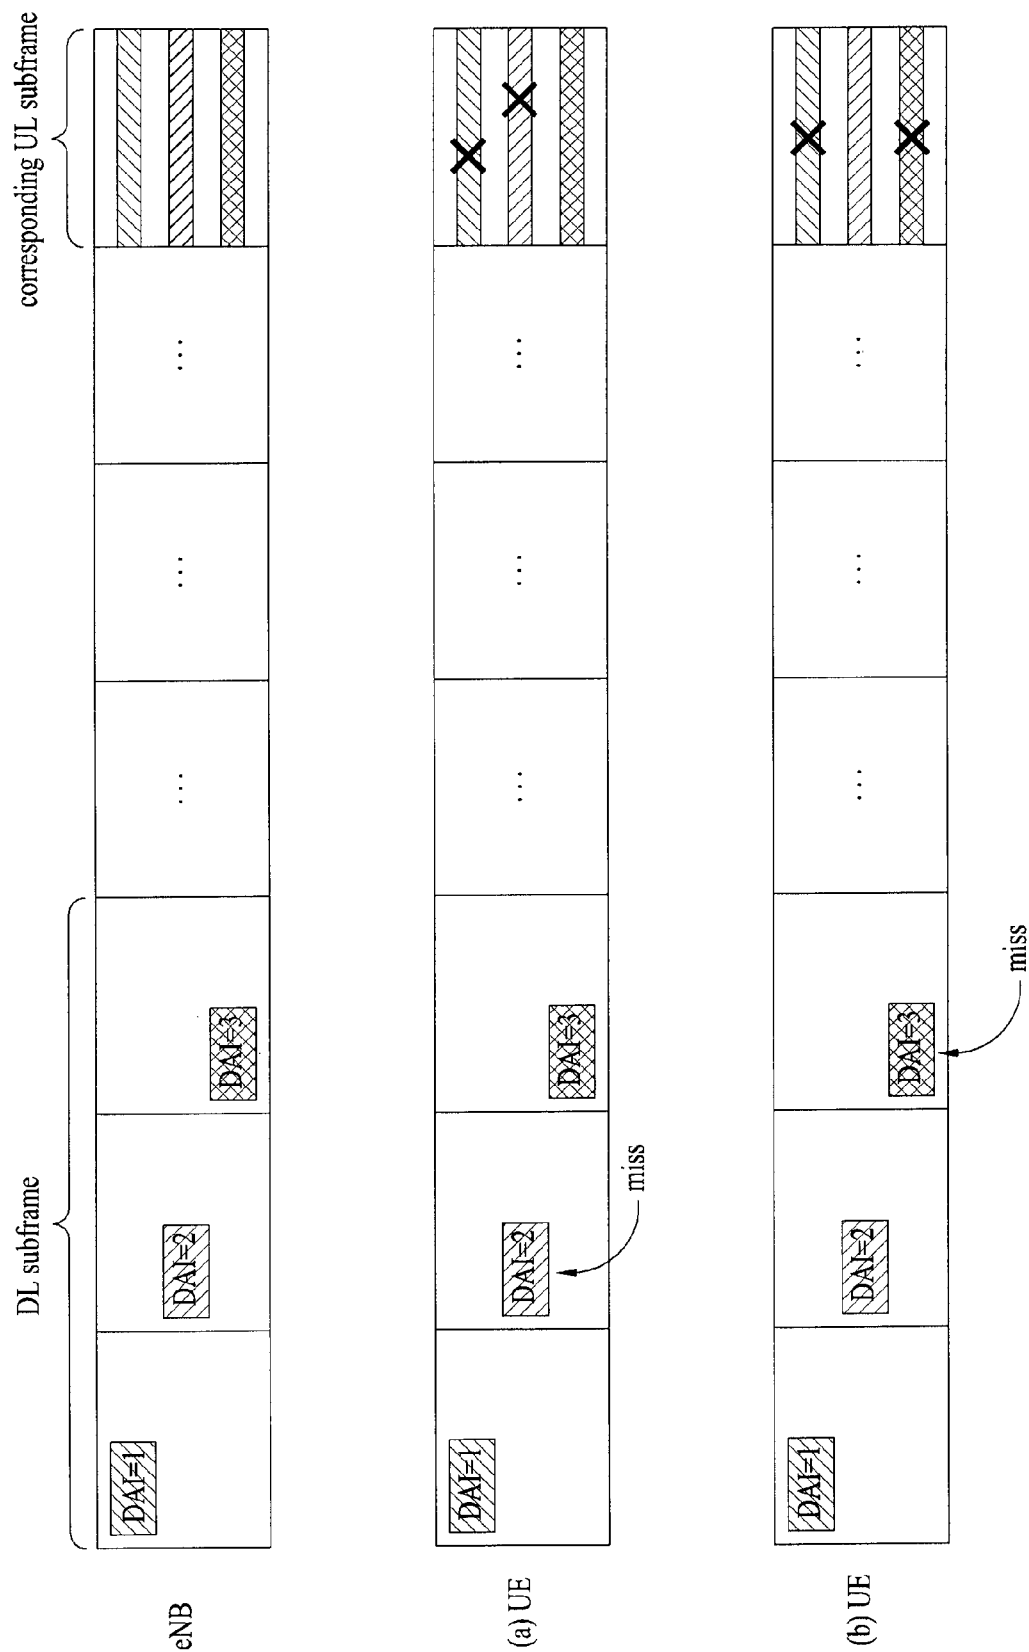 DL subframe
corresponding UL subframe
eNB
DAI=1
DAI=2
DAI=3
...
...
...
(a) UE
DAI=1
DAI=2
miss
DAI=3
...
...
...
(b) UE
DAI=1
DAI=2
DAI=3
miss
...
...
...